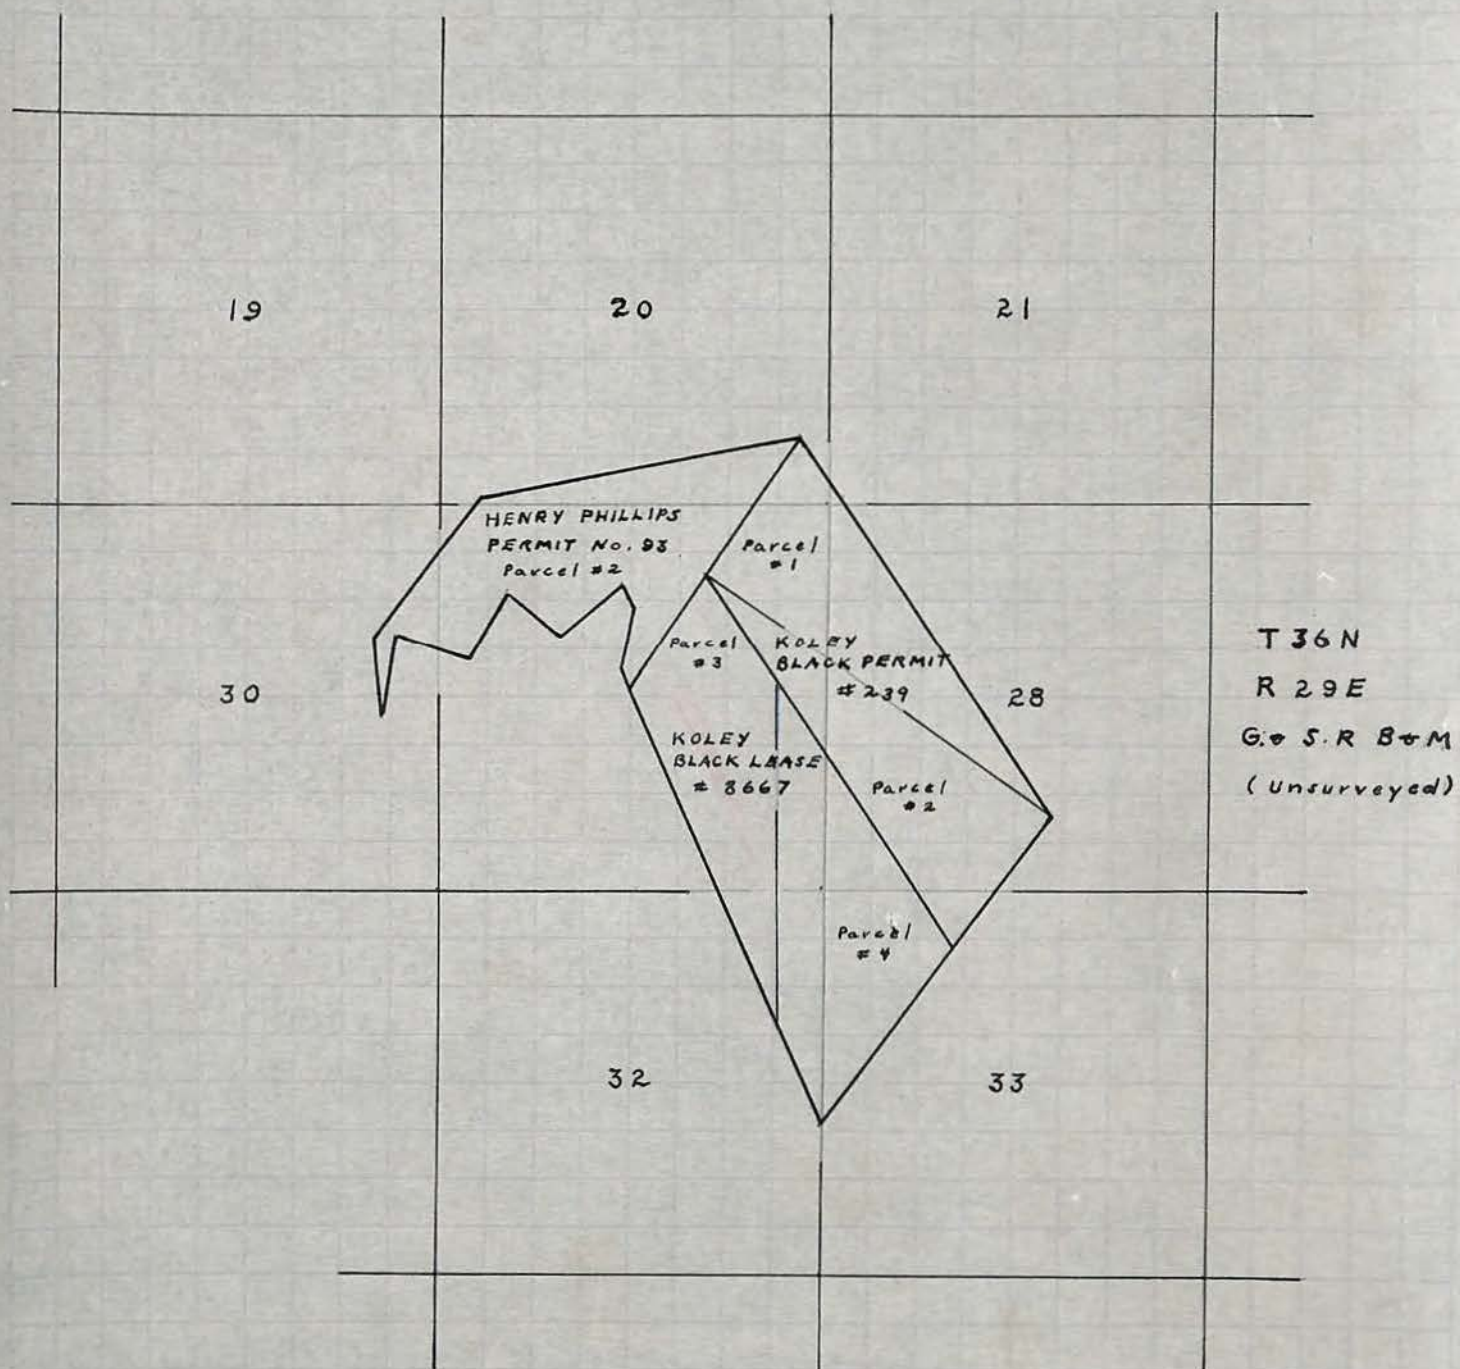 19
20
21
HENRY PHILLIPS
PERMIT No. 93
Parcel #2
Parcel
#1
Parcel
#3
KOLEY
BLACK PERMIT
#239
30
28
T 36 N
R 29 E
G.& S.R B & M
(Unsurveyed)
KOLEY
BLACK LEASE
# 8667
Parcel
#2
Parcel
#4
32
33